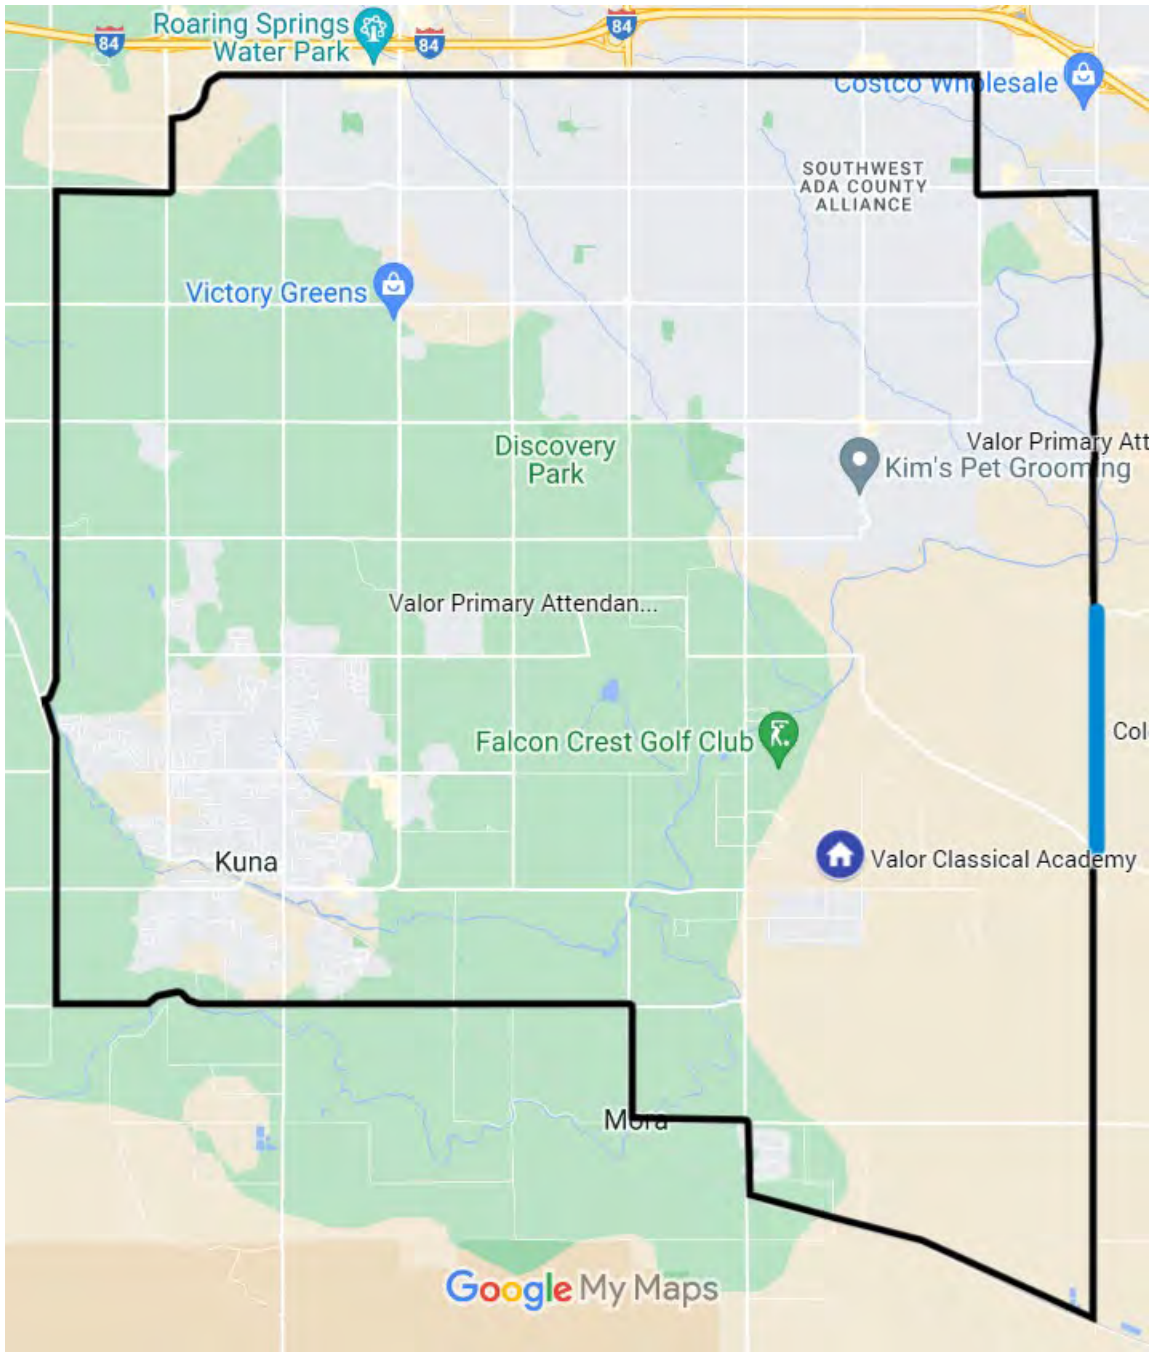 Roaring Springs
Water Park
84
84
84
Costco Wholesale
SOUTHWEST
ADA COUNTY
ALLIANCE
Victory Greens
Discovery
Park
Valor Primary Att
Kim's Pet Grooming
Valor Primary Attendan...
Falcon Crest Golf Club
Col
Kuna
Valor Classical Academy
Mora
Google My Maps